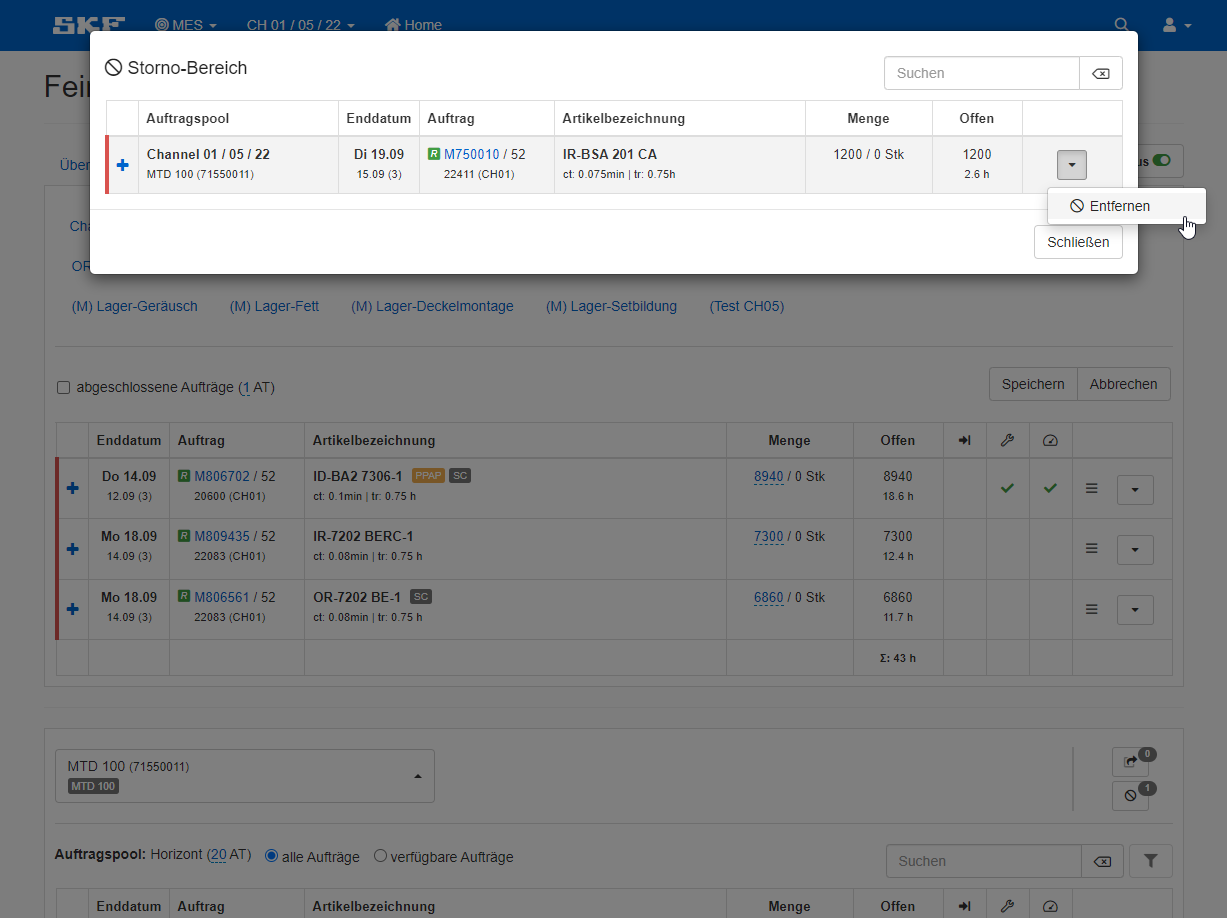 SKF MES CH 01 / 05 / 22 Home
Storno-Bereich
Suchen
Auftragspool Enddatum Auftrag Artikelbezeichnung Menge Offen
Channel 01 / 05 / 22 Di 19.09 R M750010 / 52 IR-BSA 201 CA 1200 / 0 Stk 1200
MTD 100 (71550011) 15.09 (3) 22411 (CH01) ct: 0.075min | tr: 0.75h 2.6 h
Entfernen
Schließen
(M) Lager-Geräusch (M) Lager-Fett (M) Lager-Deckelmontage (M) Lager-Setbildung (Test CH05)
abgeschlossene Aufträge (1 AT)
Speichern Abbrechen
Enddatum Auftrag Artikelbezeichnung Menge Offen
Do 14.09 R M806702 / 52 ID-BA2 7306-1 PPAP SC 8940 / 0 Stk 8940
12.09 (3) 20600 (CH01) ct: 0.1min | tr: 0.75 h 18.6 h
Mo 18.09 R M809435 / 52 IR-7202 BERC-1 7300 / 0 Stk 7300
14.09 (3) 22083 (CH01) ct: 0.08min | tr: 0.75 h 12.4 h
Mo 18.09 R M806561 / 52 OR-7202 BE-1 SC 6860 / 0 Stk 6860
14.09 (3) 22083 (CH01) ct: 0.08min | tr: 0.75 h 11.7 h
Σ: 43 h
MTD 100 (71550011)
MTD 100
0
1
Auftragspool: Horizont (20 AT) alle Aufträge verfügbare Aufträge
Suchen
Enddatum Auftrag Artikelbezeichnung Menge Offen